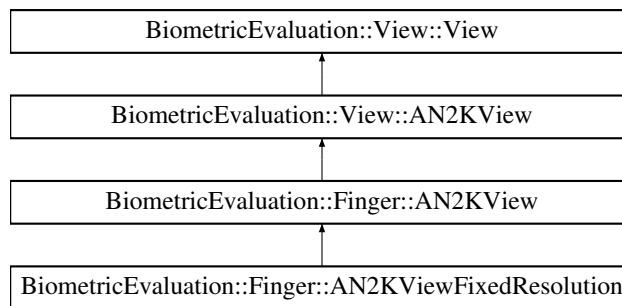 BiometricEvaluation::View::View
BiometricEvaluation::View::AN2KView
BiometricEvaluation::Finger::AN2KView
BiometricEvaluation::Finger::AN2KViewFixedResolution